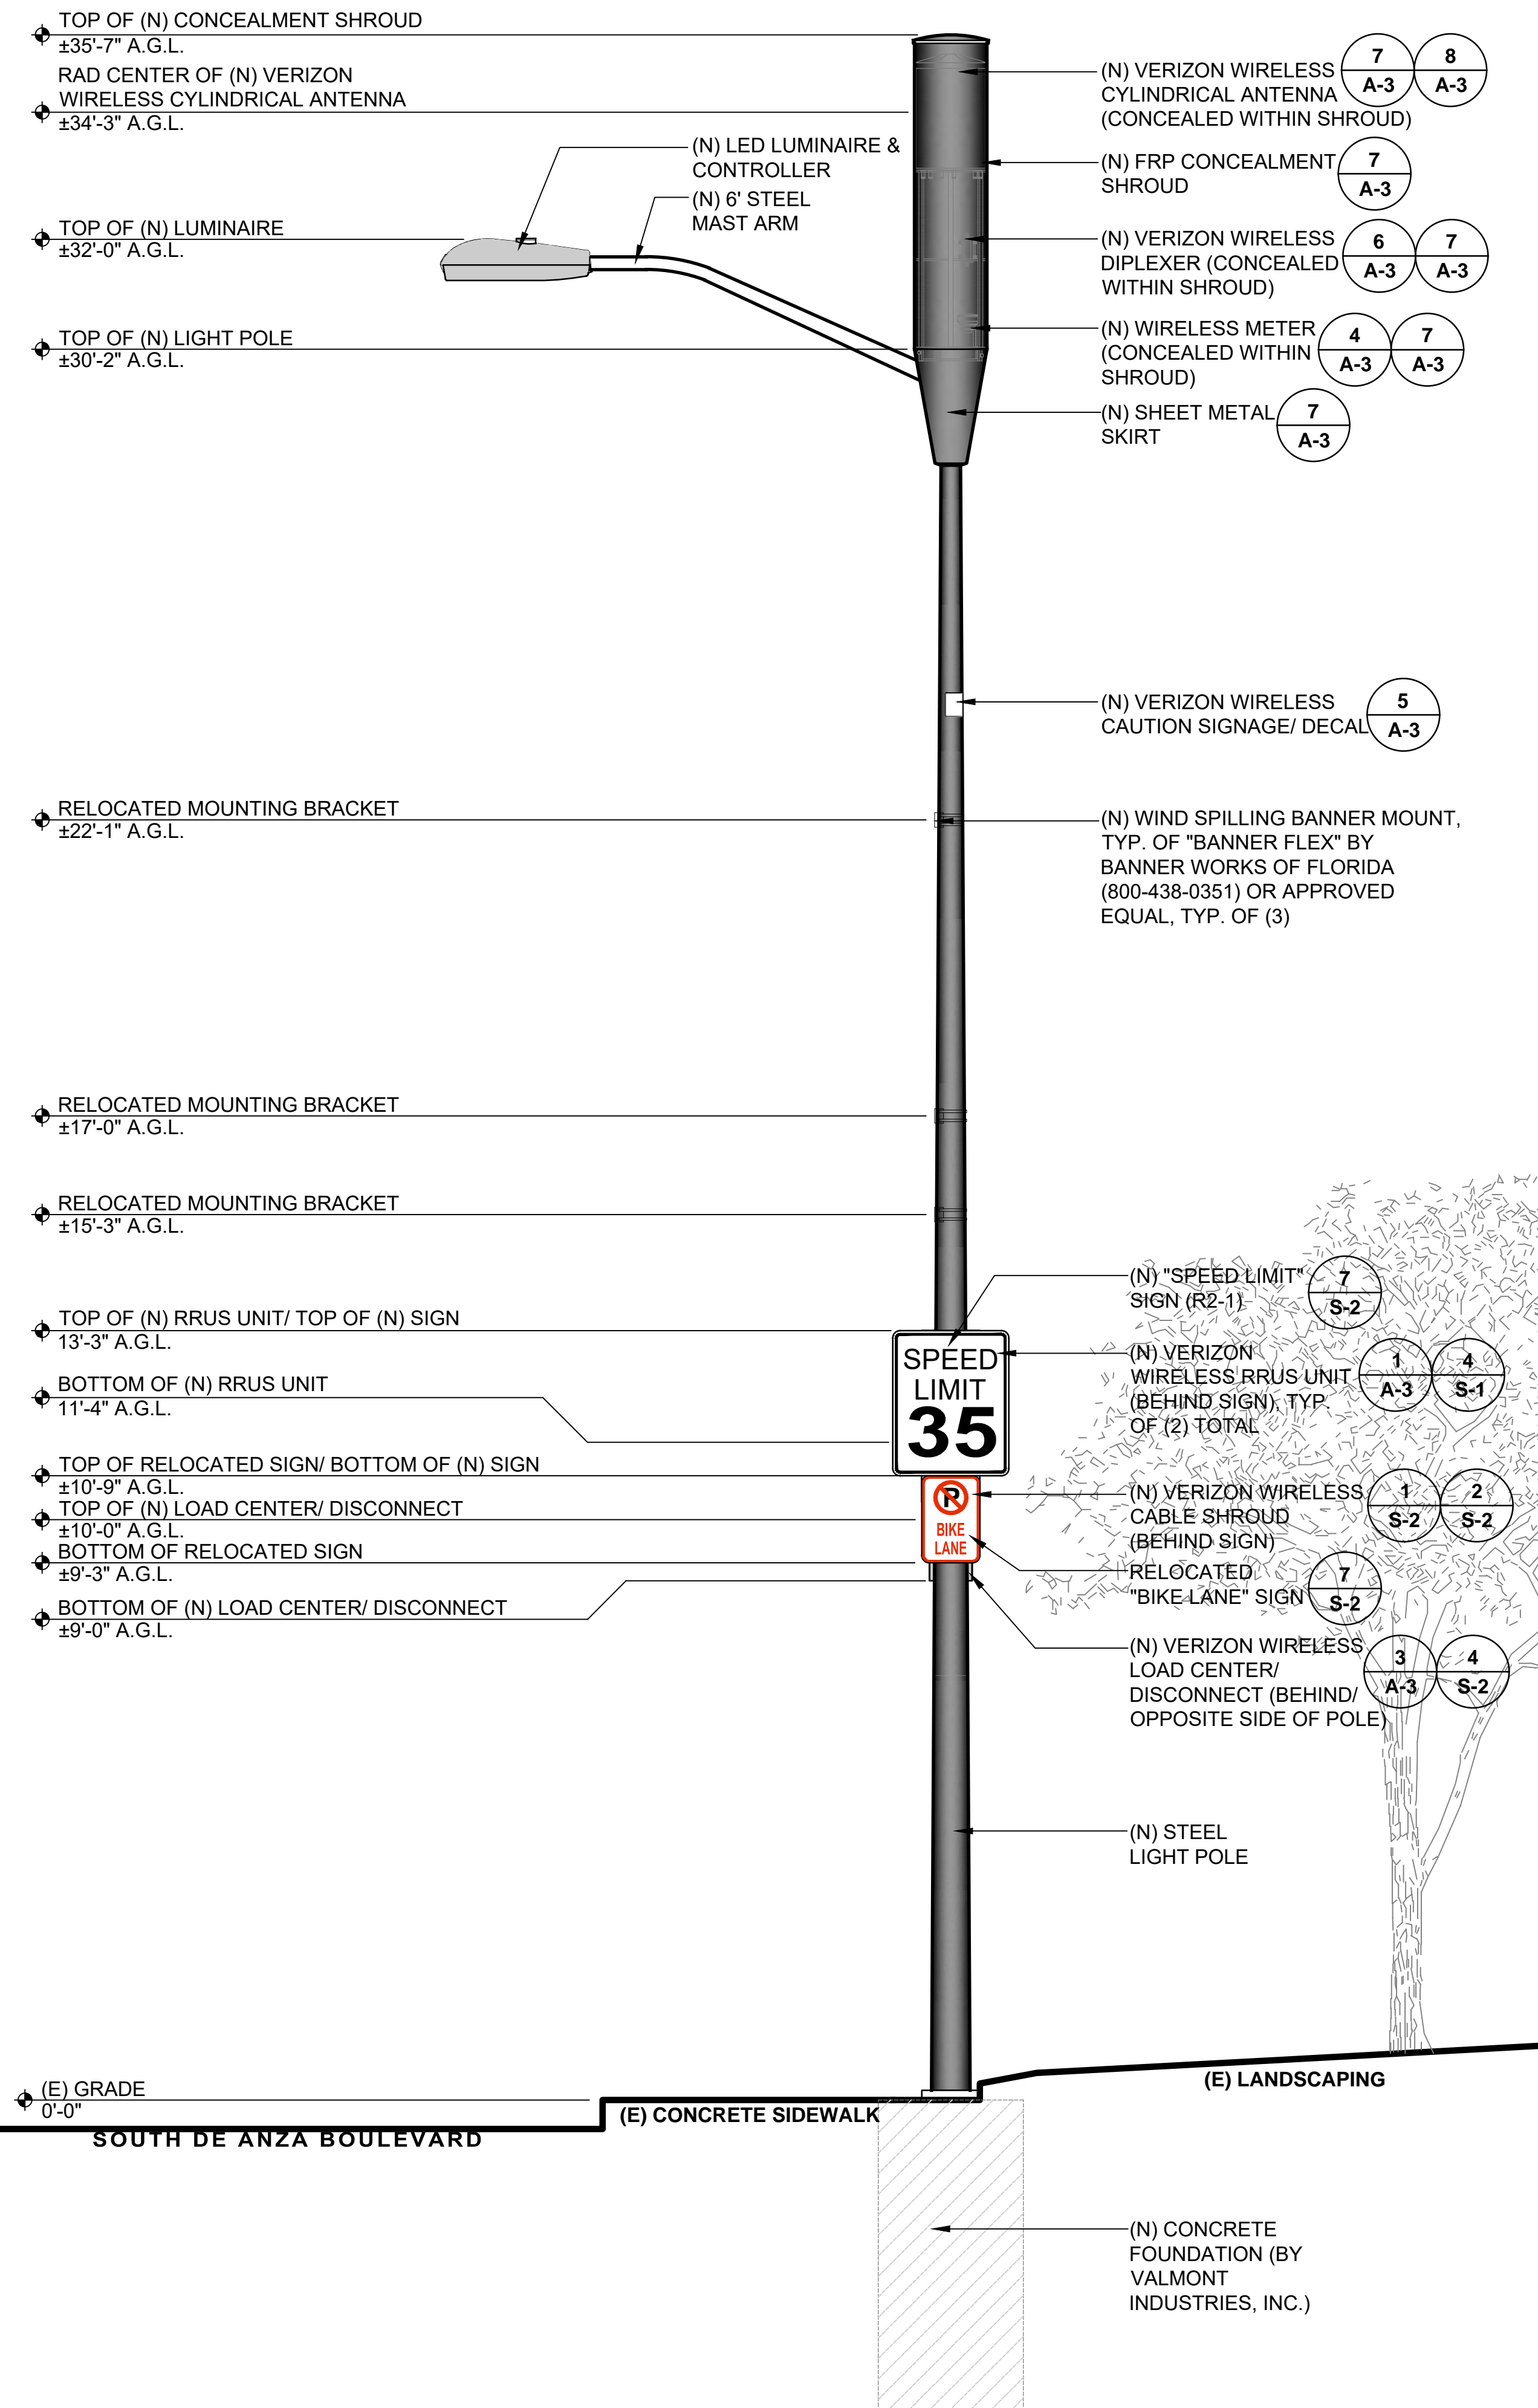 TOP OF (N) CONCEALMENT SHROUD
±35'-7" A.G.L.
RAD CENTER OF (N) VERIZON
WIRELESS CYLINDRICAL ANTENNA
±34'-3" A.G.L.
(N) LED LUMINAIRE &
CONTROLLER
(N) 6' STEEL
MAST ARM
TOP OF (N) LUMINAIRE
±32'-0" A.G.L.
TOP OF (N) LIGHT POLE
±30'-2" A.G.L.
RELOCATED MOUNTING BRACKET
±22'-1" A.G.L.
RELOCATED MOUNTING BRACKET
±17'-0" A.G.L.
RELOCATED MOUNTING BRACKET
±15'-3" A.G.L.
TOP OF (N) RRUS UNIT/ TOP OF (N) SIGN
13'-3" A.G.L.
BOTTOM OF (N) RRUS UNIT
11'-4" A.G.L.
TOP OF RELOCATED SIGN/ BOTTOM OF (N) SIGN
±10'-9" A.G.L.
TOP OF (N) LOAD CENTER/ DISCONNECT
±10'-0" A.G.L.
BOTTOM OF RELOCATED SIGN
±9'-3" A.G.L.
BOTTOM OF (N) LOAD CENTER/ DISCONNECT
±9'-0" A.G.L.
(E) GRADE
0'-0"
SOUTH DE ANZA BOULEVARD
(E) CONCRETE SIDEWALK
(E) LANDSCAPING
SPEED
LIMIT
35
P
BIKE
LANE
(N) VERIZON WIRELESS
CYLINDRICAL ANTENNA
(CONCEALED WITHIN SHROUD)
7
A-3
8
A-3
(N) FRP CONCEALMENT
SHROUD
7
A-3
(N) VERIZON WIRELESS
DIPLEXER (CONCEALED
WITHIN SHROUD)
6
A-3
7
A-3
(N) WIRELESS METER
(CONCEALED WITHIN
SHROUD)
4
A-3
7
A-3
(N) SHEET METAL
SKIRT
7
A-3
(N) VERIZON WIRELESS
CAUTION SIGNAGE/ DECAL
5
A-3
(N) WIND SPILLING BANNER MOUNT,
TYP. OF "BANNER FLEX" BY
BANNER WORKS OF FLORIDA
(800-438-0351) OR APPROVED
EQUAL, TYP. OF (3)
(N) "SPEED LIMIT"
SIGN (R2-1)
7
S-2
(N) VERIZON
WIRELESS RRUS UNIT
(BEHIND SIGN), TYP.
OF (2) TOTAL
1
A-3
4
S-1
(N) VERIZON WIRELESS
CABLE SHROUD
(BEHIND SIGN)
1
S-2
2
S-2
RELOCATED
"BIKE LANE" SIGN
7
S-2
(N) VERIZON WIRELESS
LOAD CENTER/
DISCONNECT (BEHIND/
OPPOSITE SIDE OF POLE)
3
A-3
4
S-2
(N) STEEL
LIGHT POLE
(N) CONCRETE
FOUNDATION (BY
VALMONT
INDUSTRIES, INC.)